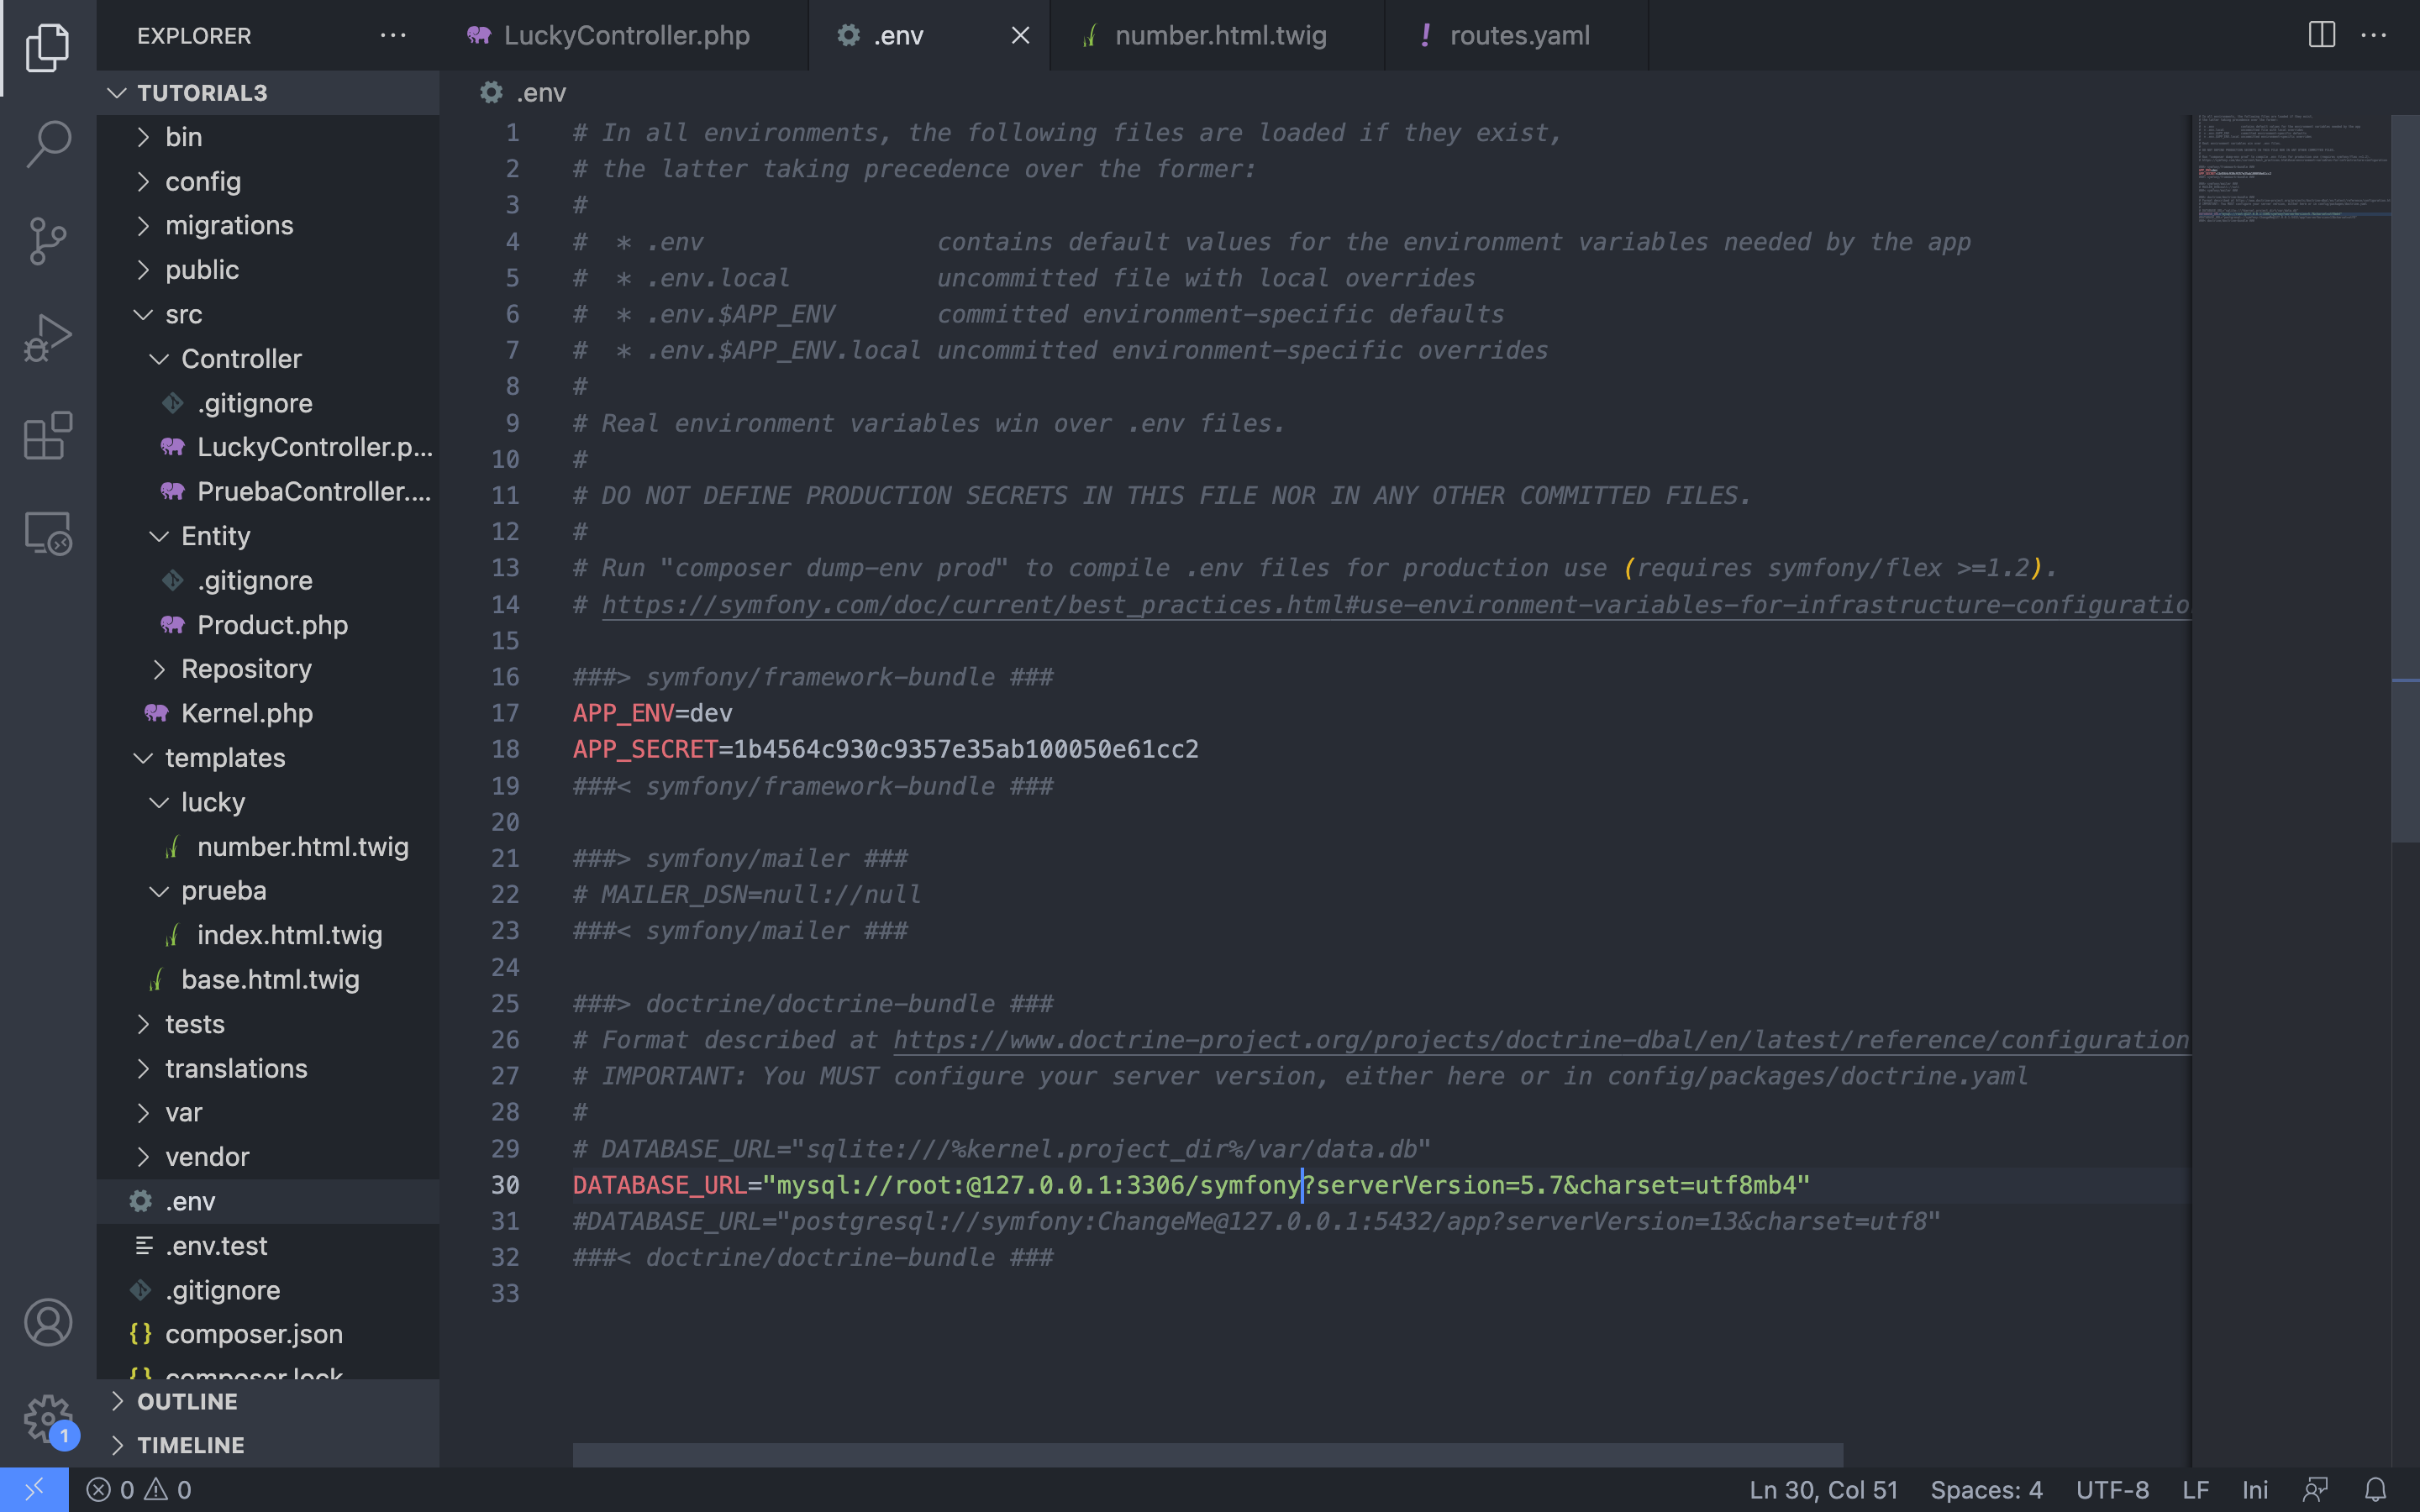 EXPLORER
TUTORIAL3
bin
config
migrations
public
src
Controller
.gitignore
LuckyController.p...
PruebaController....
Entity
.gitignore
Product.php
Repository
Kernel.php
templates
lucky
number.html.twig
prueba
index.html.twig
base.html.twig
tests
translations
var
vendor
.env
.env.test
.gitignore
composer.json
composer.lock
OUTLINE
TIMELINE
LuckyController.php
.env
number.html.twig
routes.yaml
.env
1 # In all environments, the following files are loaded if they exist,
2 # the latter taking precedence over the former:
3 #
4 #  * .env                contains default values for the environment variables needed by the app
5 #  * .env.local          uncommitted file with local overrides
6 #  * .env.$APP_ENV       committed environment-specific defaults
7 #  * .env.$APP_ENV.local uncommitted environment-specific overrides
8 #
9 # Real environment variables win over .env files.
10 #
11 # DO NOT DEFINE PRODUCTION SECRETS IN THIS FILE NOR IN ANY OTHER COMMITTED FILES.
12 #
13 # Run "composer dump-env prod" to compile .env files for production use (requires symfony/flex >=1.2).
14 # https://symfony.com/doc/current/best_practices.html#use-environment-variables-for-infrastructure-configuratio
15
16 ###> symfony/framework-bundle ###
17 APP_ENV=dev
18 APP_SECRET=1b4564c930c9357e35ab100050e61cc2
19 ###< symfony/framework-bundle ###
20
21 ###> symfony/mailer ###
22 # MAILER_DSN=null://null
23 ###< symfony/mailer ###
24
25 ###> doctrine/doctrine-bundle ###
26 # Format described at https://www.doctrine-project.org/projects/doctrine-dbal/en/latest/reference/configuration
27 # IMPORTANT: You MUST configure your server version, either here or in config/packages/doctrine.yaml
28 #
29 # DATABASE_URL="sqlite:///%kernel.project_dir%/var/data.db"
30 DATABASE_URL="mysql://root:@127.0.0.1:3306/symfony?serverVersion=5.7&charset=utf8mb4"
31 #DATABASE_URL="postgresql://symfony:ChangeMe@127.0.0.1:5432/app?serverVersion=13&charset=utf8"
32 ###< doctrine/doctrine-bundle ###
33
1
0 0
Ln 30, Col 51
Spaces: 4
UTF-8
LF
Ini